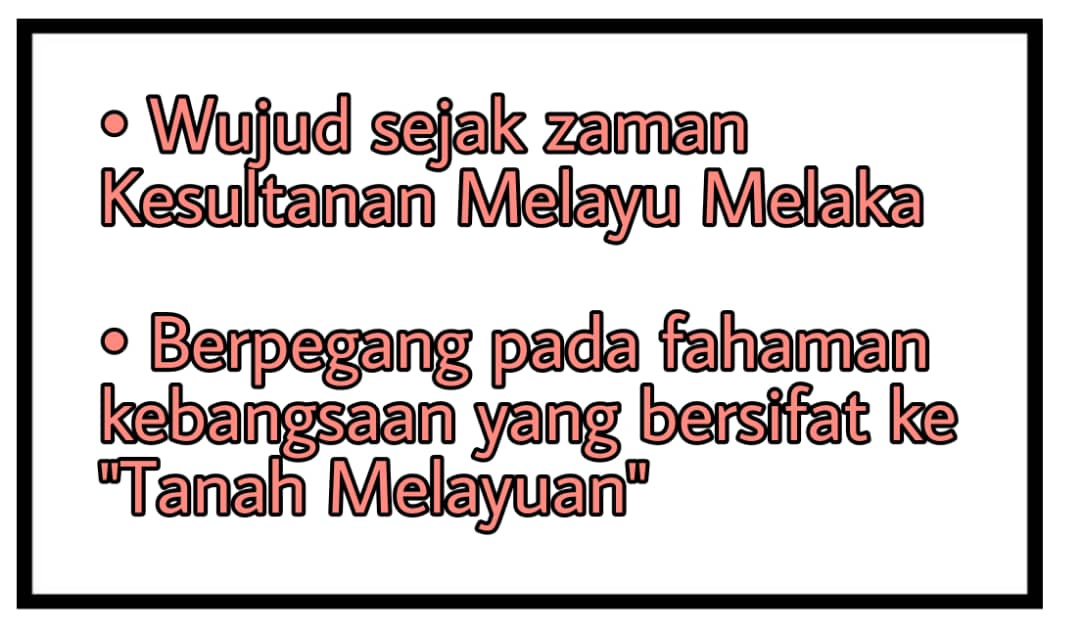 • Wujud sejak zaman
Kesultanan Melayu Melaka
• Berpegang pada fahaman
kebangsaan yang bersifat ke
"Tanah Melayuan"